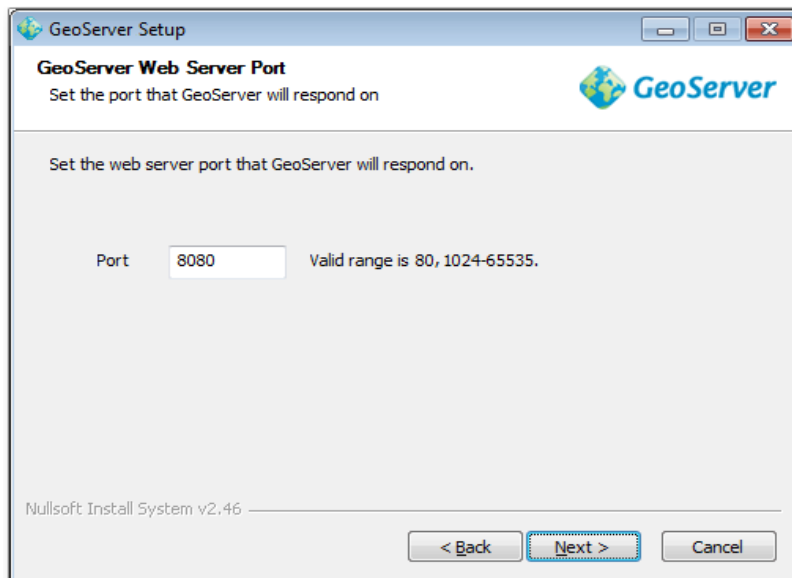 GeoServer Setup
GeoServer Web Server Port
Set the port that GeoServer will respond on
GeoServer
Set the web server port that GeoServer will respond on.
Port 8080 Valid range is 80, 1024-65535.
Nullsoft Install System v2.46
< Back Next > Cancel